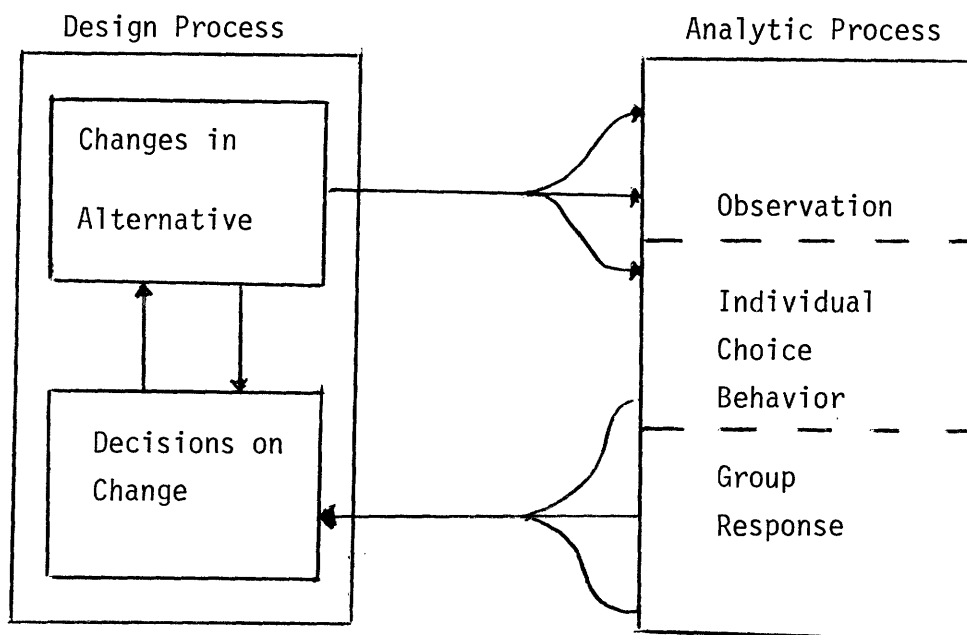 Design Process
Changes in
Alternative
Decisions on
Change
Analytic Process
Observation
Individual
Choice
Behavior
Group
Response